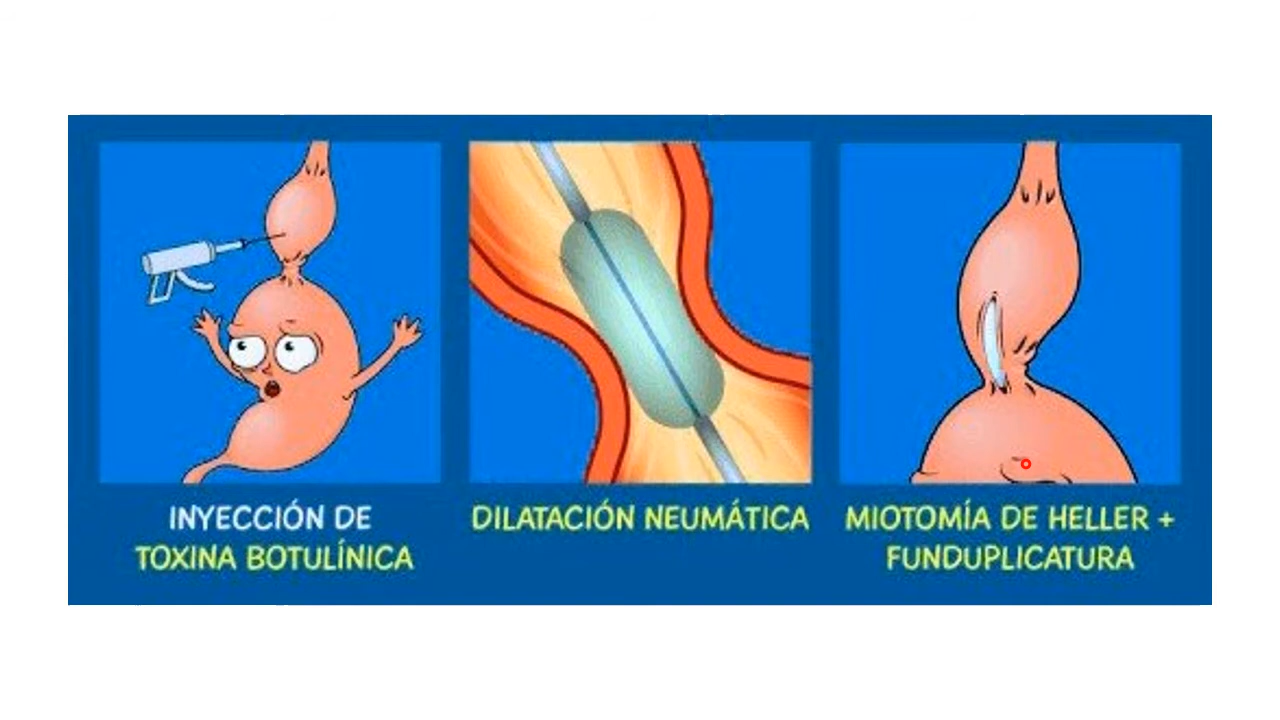 INYECCIÓN DE
TOXINA BOTULÍNICA
DILATACIÓN NEUMÁTICA
MIOTOMÍA DE HELLER +
FUNDUPLICATURA